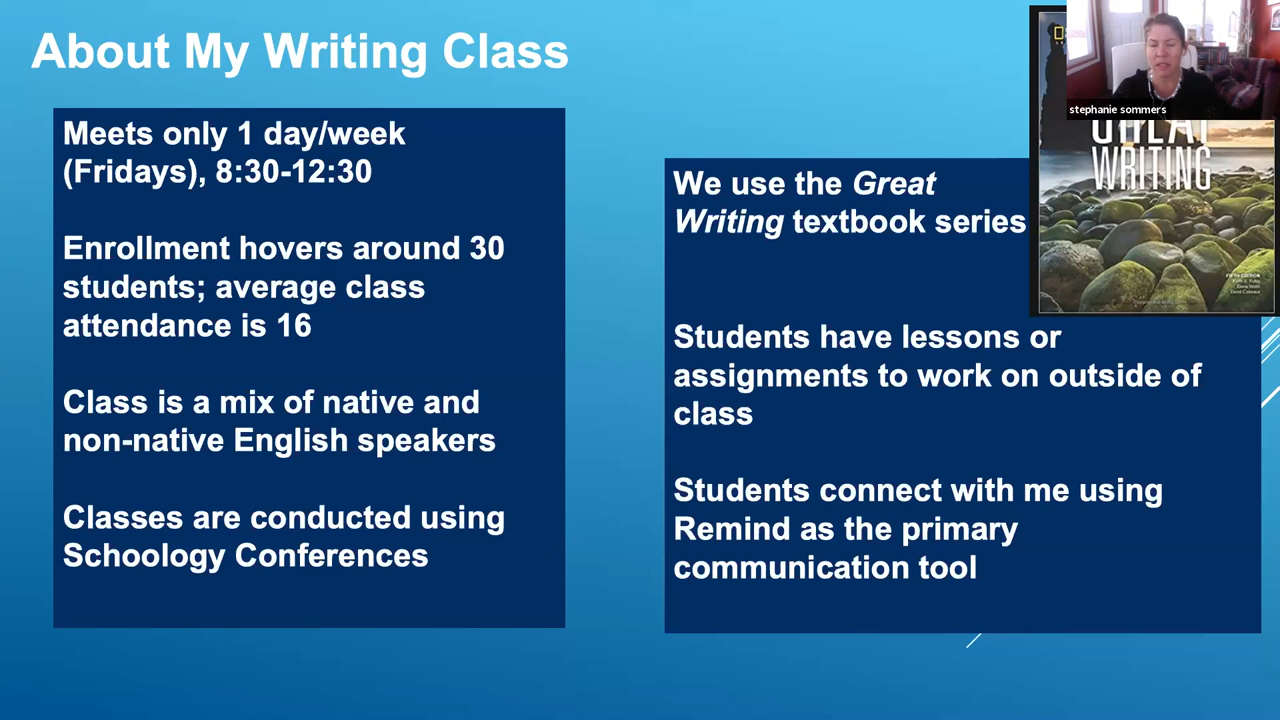 About My Writing Class
Meets only 1 day/week
(Fridays), 8:30-12:30
Enrollment hovers around 30
students; average class
attendance is 16
Class is a mix of native and
non-native English speakers
Classes are conducted using
Schoology Conferences
We use the Great
Writing textbook series
Students have lessons or
assignments to work on outside of
class
Students connect with me using
Remind as the primary
communication tool
stephanie sommers
GREAT
WRITING
FIFTH EDITION